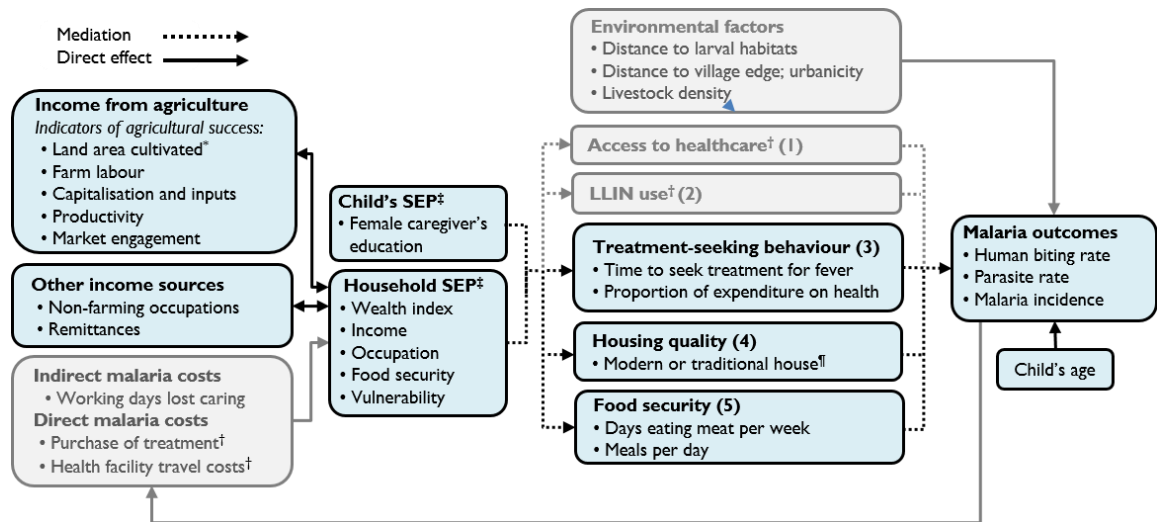 Mediation
Direct effect
Income from agriculture
Indicators of agricultural success:
• Land area cultivated*
• Farm labour
• Capitalisation and inputs
• Productivity
• Market engagement
Other income sources
• Non-farming occupations
• Remittances
Indirect malaria costs
• Working days lost caring
Direct malaria costs
• Purchase of treatment†
• Health facility travel costs†
Child's SEP‡
• Female caregiver's
education
Household SEP‡
• Wealth index
• Income
• Occupation
• Food security
• Vulnerability
Environmental factors
• Distance to larval habitats
• Distance to village edge; urbanicity
• Livestock density
Access to healthcare† (1)
LLIN use† (2)
Treatment-seeking behaviour (3)
• Time to seek treatment for fever
• Proportion of expenditure on health
Housing quality (4)
• Modern or traditional house¶
Food security (5)
• Days eating meat per week
• Meals per day
Malaria outcomes
• Human biting rate
• Parasite rate
• Malaria incidence
Child's age